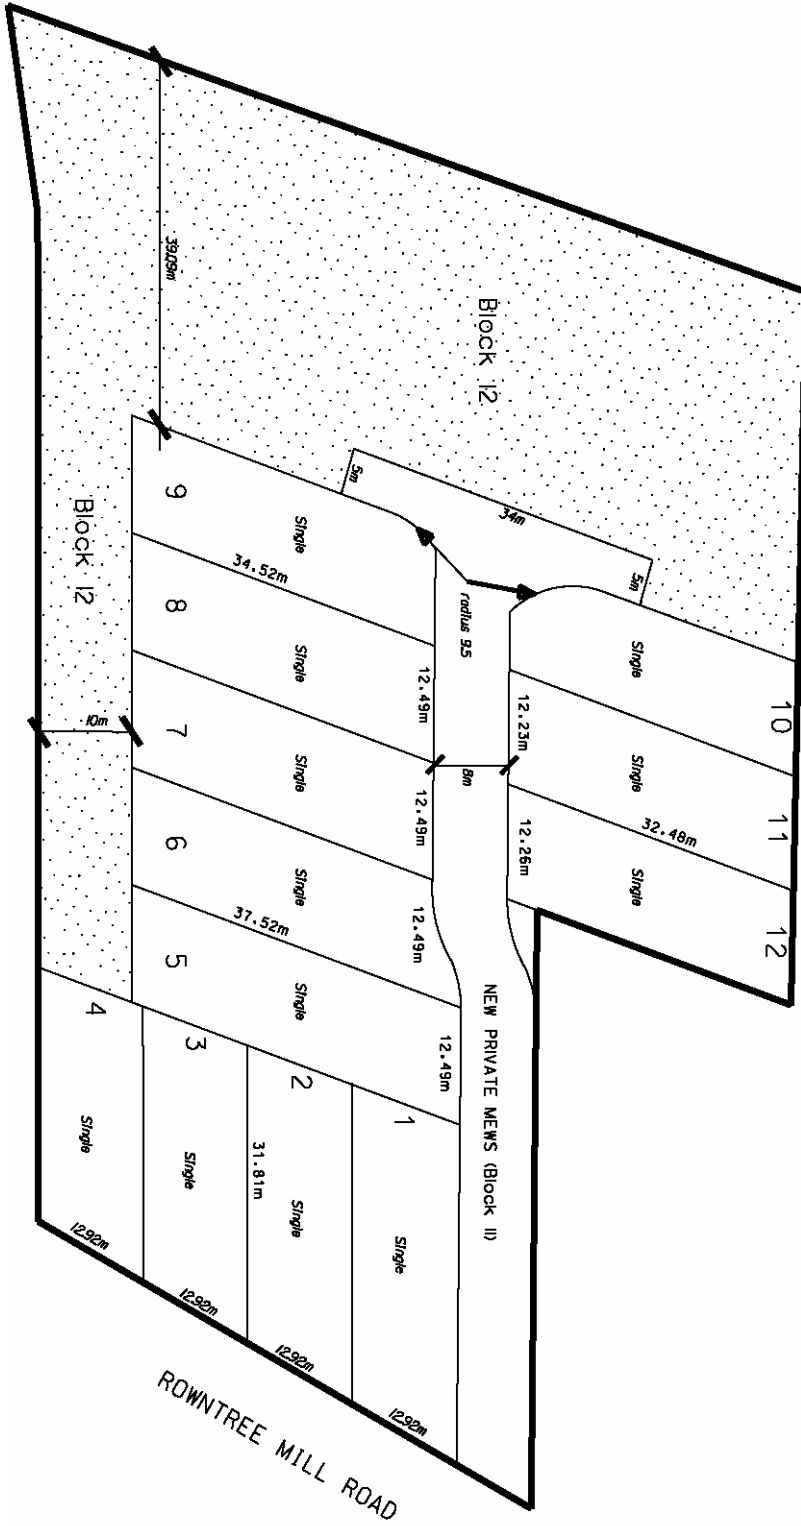 39.09m
Block 12
Block 12
5m
34m
5m
radius 9.5
9
Single
34.52m
8
Single
12.49m
12.23m
Single
10
10m
7
Single
8m
12.49m
12.26m
Single
11
32.48m
6
Single
12.49m
Single
12
37.52m
5
Single
12.49m
NEW PRIVATE MEWS (Block 11)
4
3
2
1
Single
Single
31.81m
Single
Single
12.92m
12.92m
12.92m
12.92m
ROWNTREE MILL ROAD